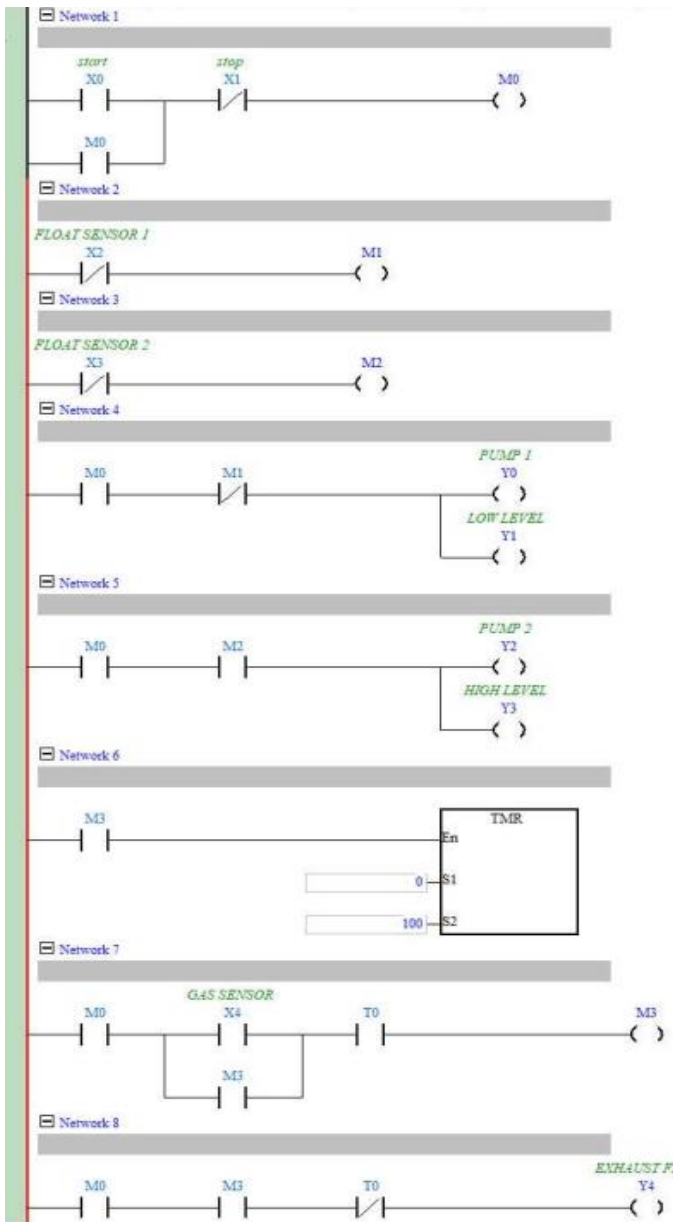 Network 1
start
stop
X0
X1
M0
M0
Network 2
FLOAT SENSOR 1
X2
M1
Network 3
FLOAT SENSOR 2
X3
M2
Network 4
PUMP 1
M0
M1
Y0
LOW LEVEL
Y1
Network 5
PUMP 2
M0
M2
Y2
HIGH LEVEL
Y3
Network 6
M3
TMR
En
0
S1
100
S2
Network 7
GAS SENSOR
M0
X4
T0
M3
M3
Network 8
EXHAUST F
M0
M3
T0
Y4